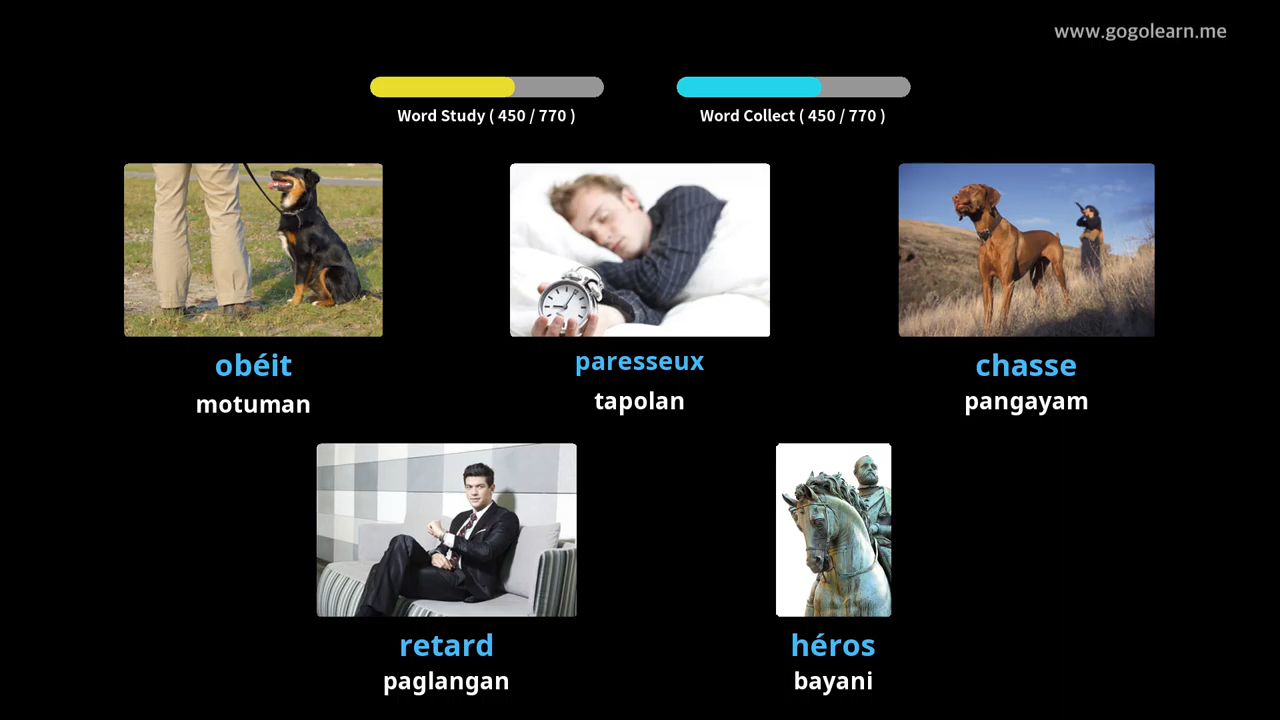 www.gogolearn.me
Word Study ( 450 / 770 )
Word Collect ( 450 / 770 )
obéit
motuman
paresseux
tapolan
chasse
pangayam
retard
paglangan
héros
bayani